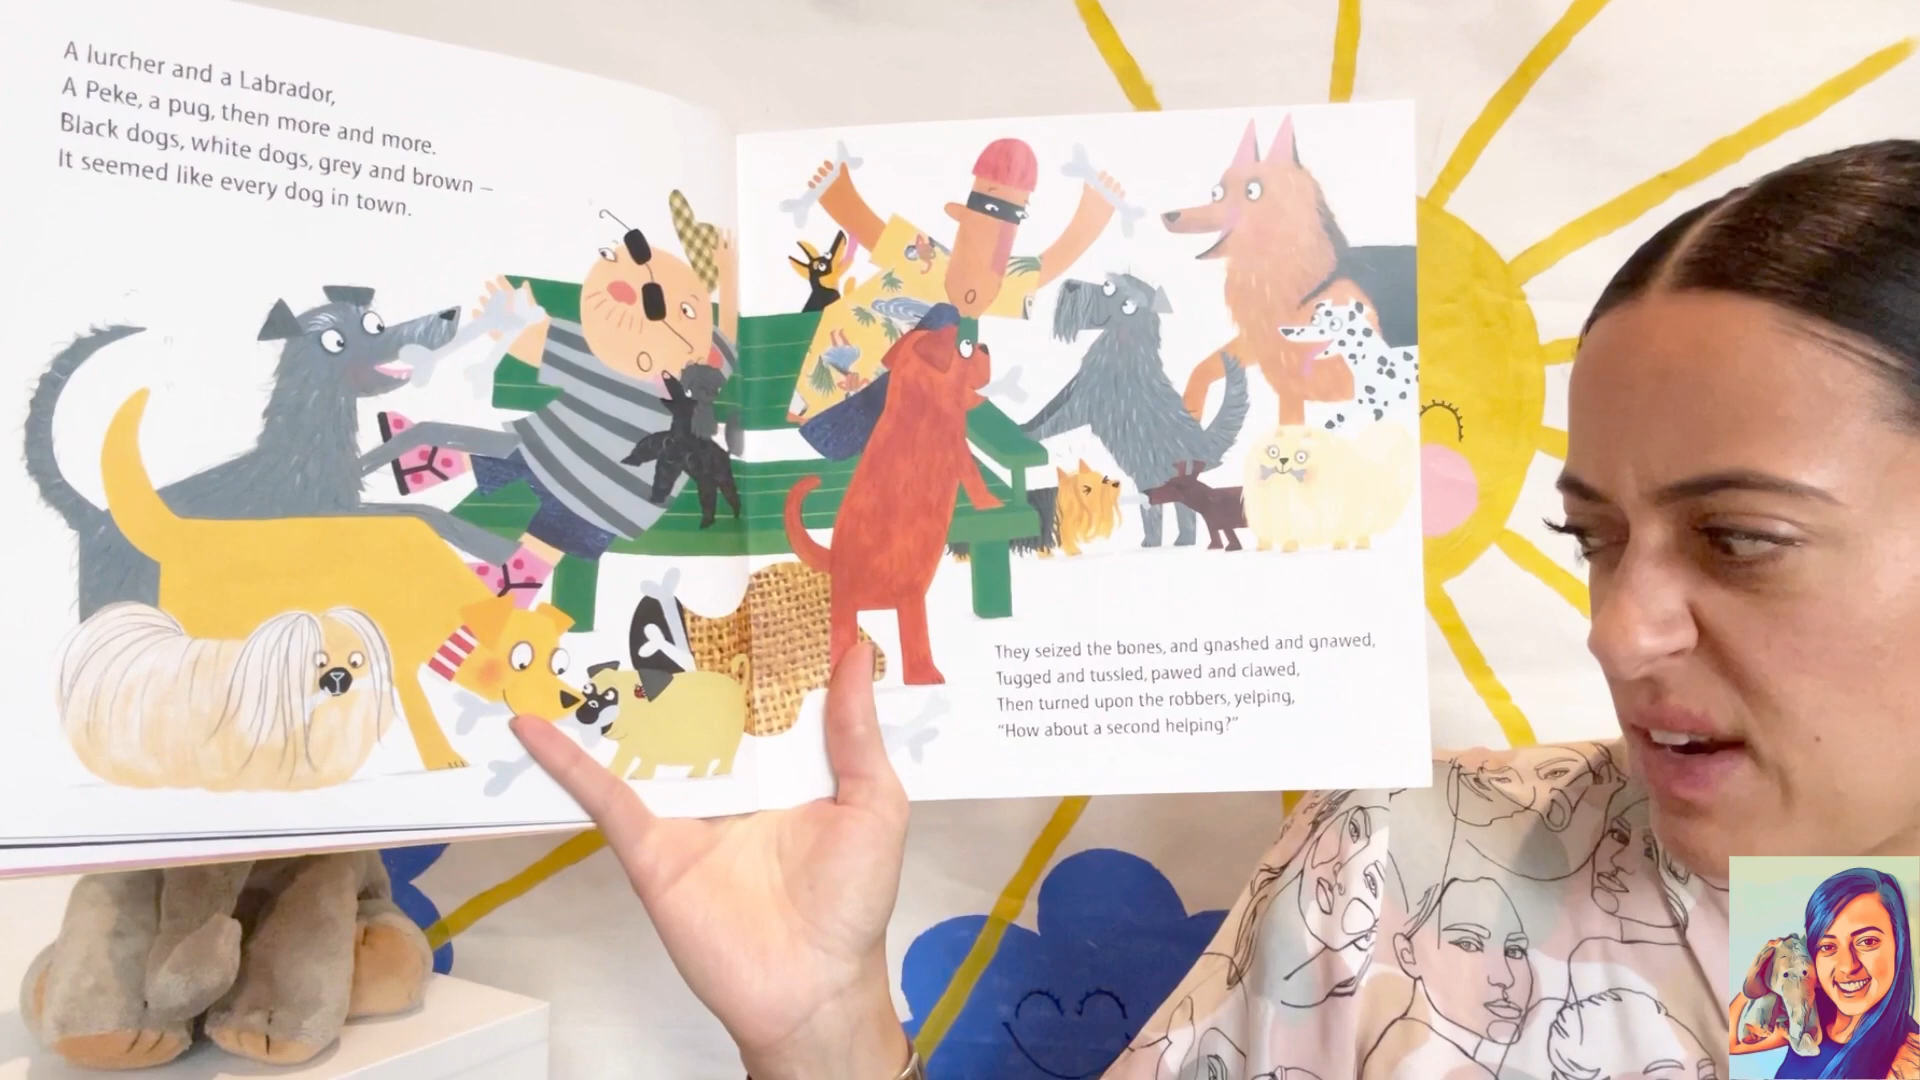 A lurcher and a Labrador,
A Peke, a pug, then more and more.
Black dogs, white dogs, grey and brown –
It seemed like every dog in town.
They seized the bones, and gnashed and gnawed,
Tugged and tussled, pawed and clawed,
Then turned upon the robbers, yelping,
“How about a second helping?”